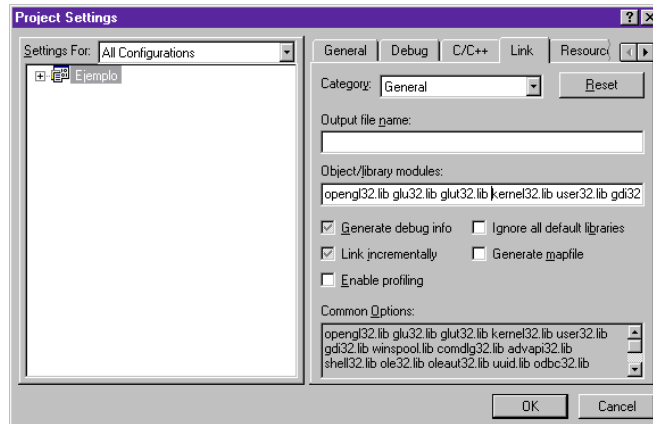 Project Settings
Settings For: All Configurations
Ejemplo
General Debug C/C++ Link
Category: General Reset
Output file name:
Object/library modules:
opengl32.lib glu32.lib glut32.lib kernel32.lib user32.lib gdi32
Generate debug info Ignore all default libraries
Link incrementally Generate mapfile
Enable profiling
Common Options:
opengl32.lib glu32.lib glut32.lib kernel32.lib user32.lib
gdi32.lib winspool.lib comdlg32.lib advapi32.lib
shell32.lib ole32.lib oleaut32.lib uuid.lib odbc32.lib
OK Cancel